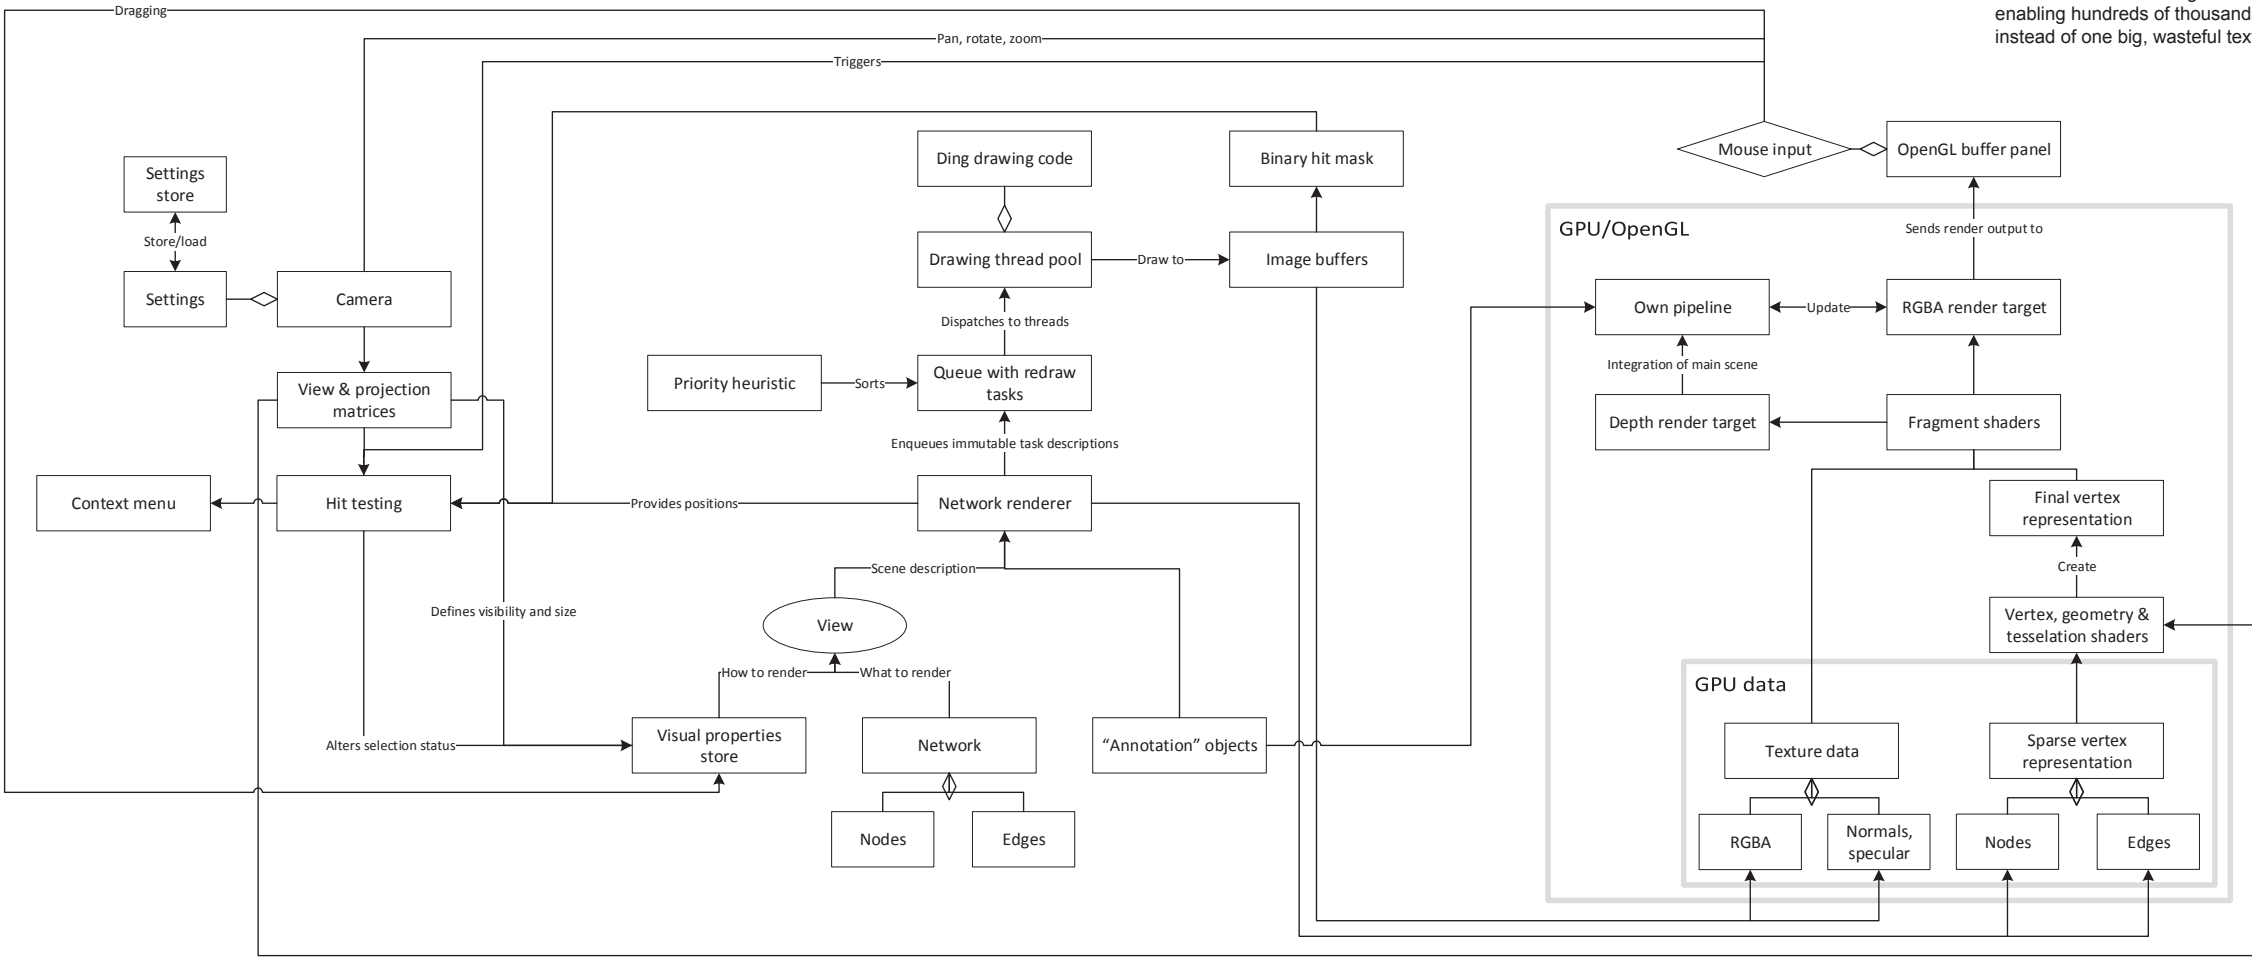 Dragging
enabling hundreds of thousand
instead of one big, wasteful tex
Pan, rotate, zoom
Triggers
Ding drawing code
Binary hit mask
Mouse input
OpenGL buffer panel
Settings
store
Store/load
Settings
Camera
Drawing thread pool
Draw to
Image buffers
GPU/OpenGL
Sends render output to
Own pipeline
Update
RGBA render target
Dispatches to threads
Integration of main scene
Priority heuristic
Sorts
Queue with redraw
tasks
View & projection
matrices
Depth render target
Fragment shaders
Enqueues immutable task descriptions
Context menu
Hit testing
Provides positions
Network renderer
Final vertex
representation
Create
Scene description
View
Defines visibility and size
Vertex, geometry &
tesselation shaders
How to render
What to render
GPU data
Alters selection status
Visual properties
store
Network
“Annotation” objects
Texture data
Sparse vertex
representation
Nodes
Edges
RGBA
Normals,
specular
Nodes
Edges